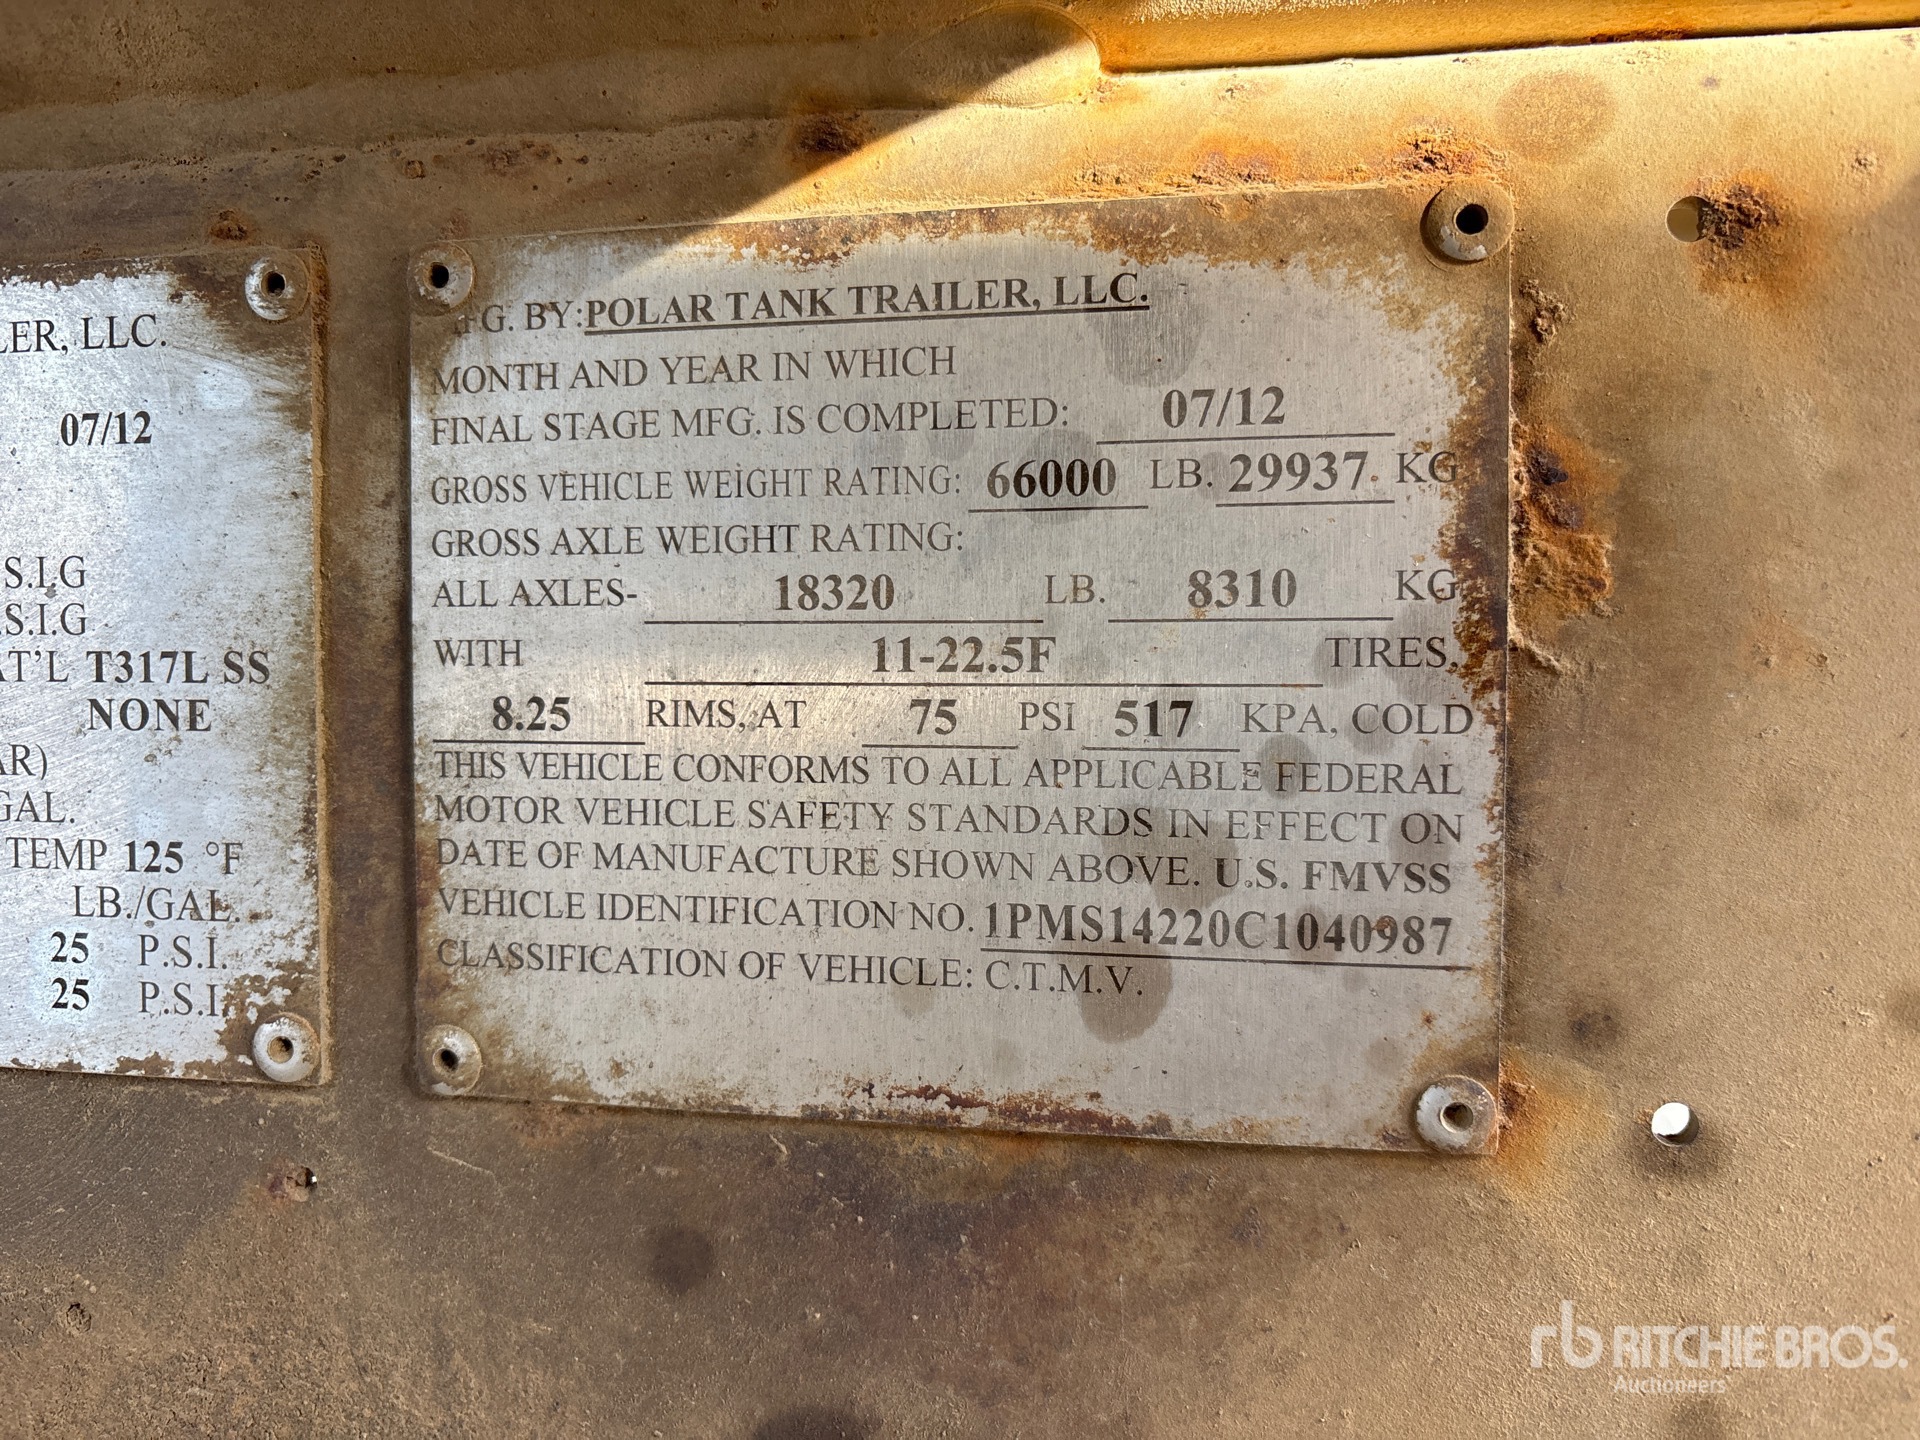 LER, LLC.
07/12
S.I.G
.S.I.G
AT'L T317L SS
NONE
AR)
GAL.
TEMP 125 °F
LB./GAL.
25 P.S.I.
25 P.S.I.
MFG. BY: POLAR TANK TRAILER, LLC.
MONTH AND YEAR IN WHICH
FINAL STAGE MFG. IS COMPLETED: 07/12
GROSS VEHICLE WEIGHT RATING: 66000 LB. 29937 KG
GROSS AXLE WEIGHT RATING:
ALL AXLES- 18320 LB. 8310 KG
WITH 11-22.5F TIRES,
8.25 RIMS, AT 75 PSI 517 KPA, COLD
THIS VEHICLE CONFORMS TO ALL APPLICABLE FEDERAL
MOTOR VEHICLE SAFETY STANDARDS IN EFFECT ON
DATE OF MANUFACTURE SHOWN ABOVE. U.S. FMVSS
VEHICLE IDENTIFICATION NO. 1PMS14220C1040987
CLASSIFICATION OF VEHICLE: C.T.M.V.
rb RITCHIE BROS.
Auctioneers